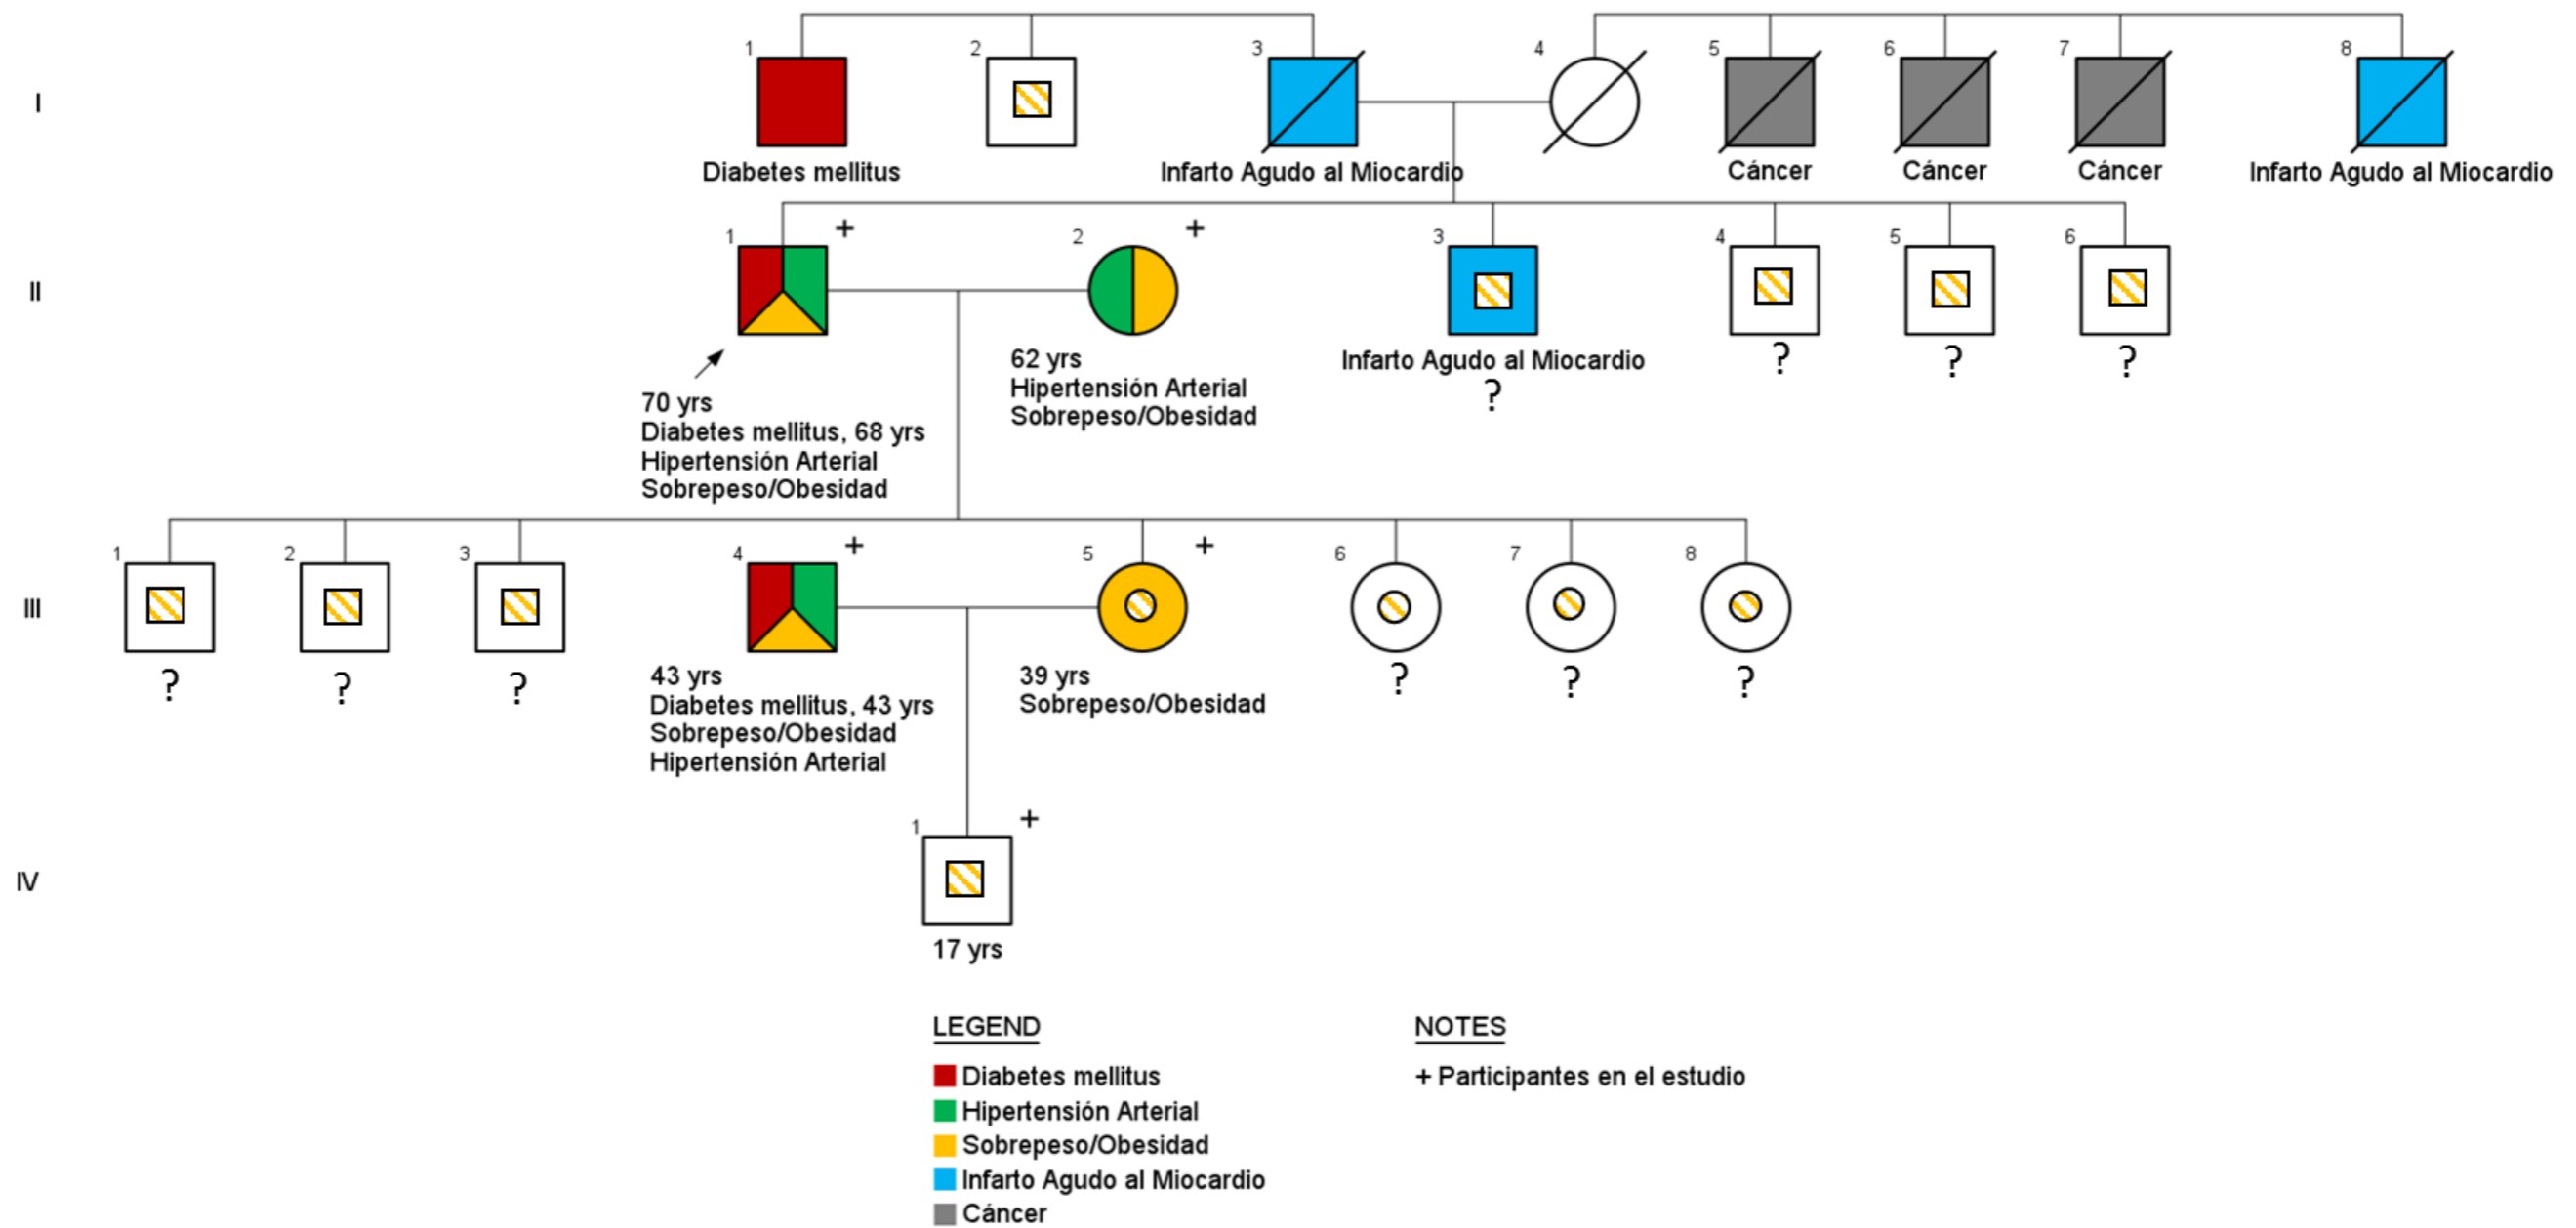 1 2 3 4 5 6 7 8
I
Diabetes mellitus Infarto Agudo al Miocardio Cáncer Cáncer Cáncer Infarto Agudo al Miocardio
1 + 2 + 3 4 5 6
II
62 yrs
Hipertensión Arterial
Sobrepeso/Obesidad
Infarto Agudo al Miocardio
? ? ? ?
70 yrs
Diabetes mellitus, 68 yrs
Hipertensión Arterial
Sobrepeso/Obesidad
1 2 3 4 + 5 + 6 7 8
III
? ? ?
43 yrs
Diabetes mellitus, 43 yrs
Sobrepeso/Obesidad
Hipertensión Arterial
39 yrs
Sobrepeso/Obesidad
? ? ?
1 +
IV
17 yrs
LEGEND
Diabetes mellitus
Hipertensión Arterial
Sobrepeso/Obesidad
Infarto Agudo al Miocardio
Cáncer
NOTES
+ Participantes en el estudio